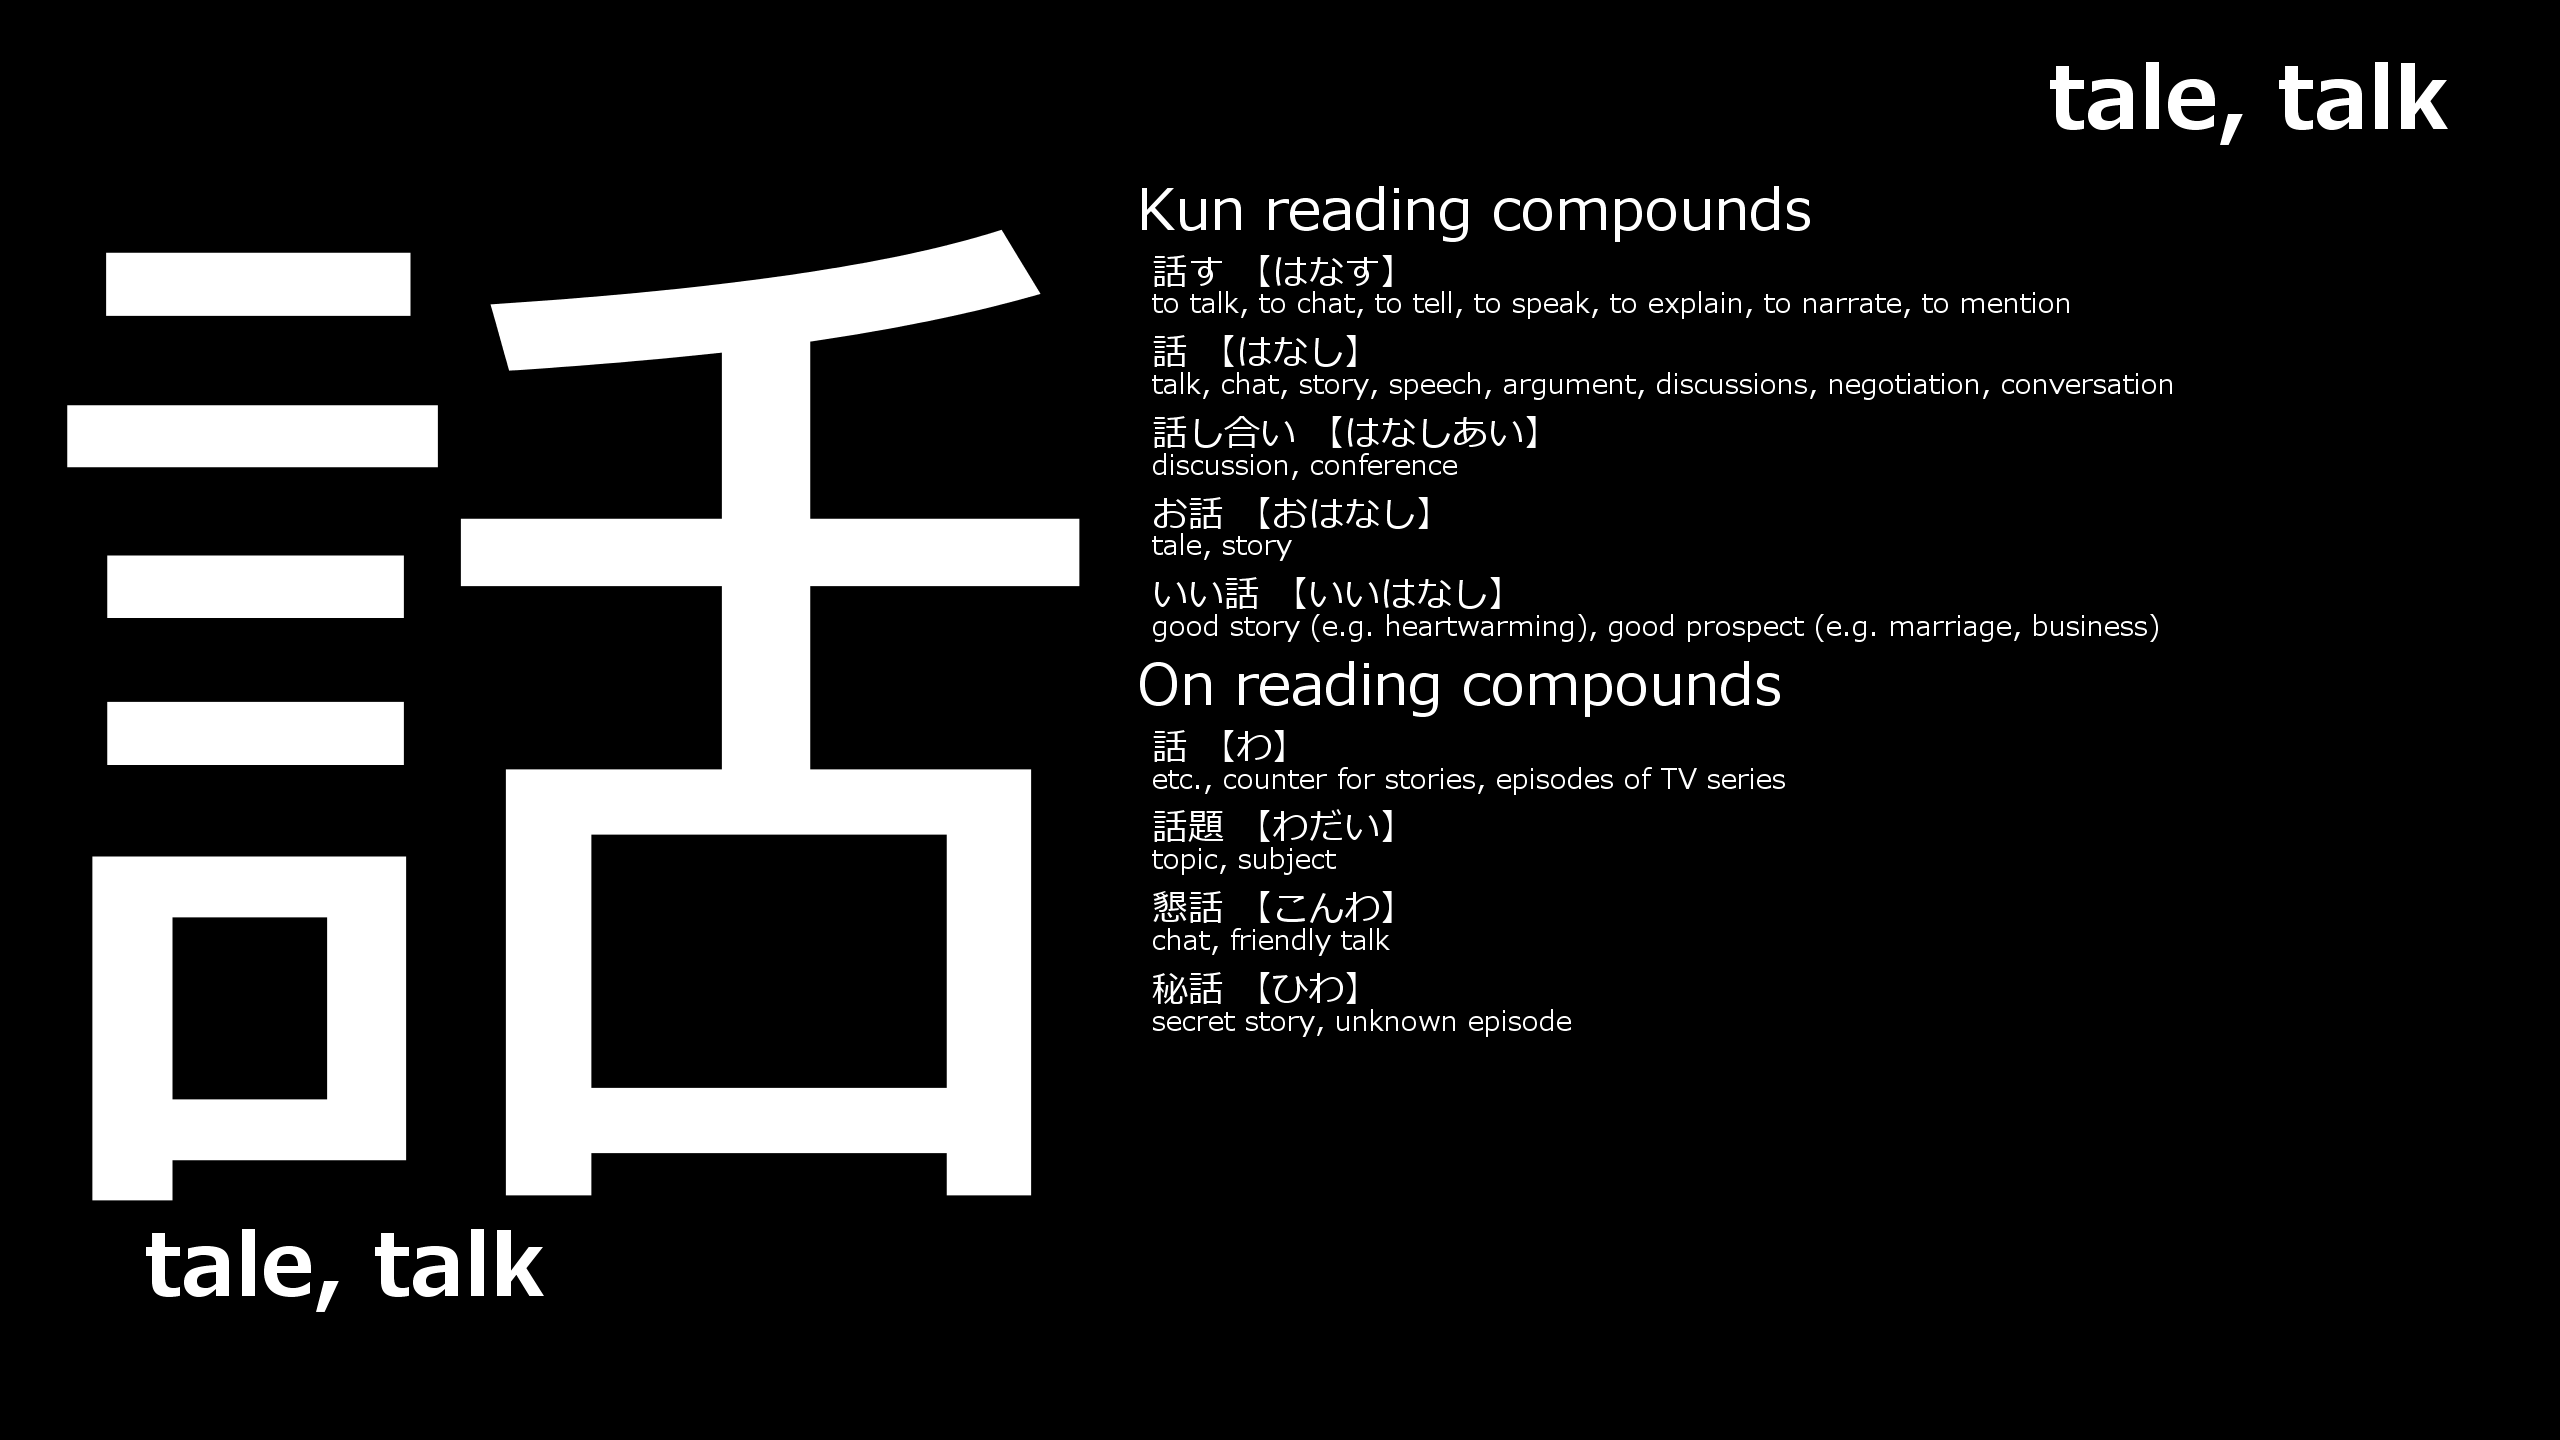 tale, talk
話
tale, talk
Kun reading compounds
話す 【はなす】
to talk, to chat, to tell, to speak, to explain, to narrate, to mention
話 【はなし】
talk, chat, story, speech, argument, discussions, negotiation, conversation
話し合い 【はなしあい】
discussion, conference
お話 【おはなし】
tale, story
いい話 【いいはなし】
good story (e.g. heartwarming), good prospect (e.g. marriage, business)
On reading compounds
話 【わ】
etc., counter for stories, episodes of TV series
話題 【わだい】
topic, subject
懇話 【こんわ】
chat, friendly talk
秘話 【ひわ】
secret story, unknown episode